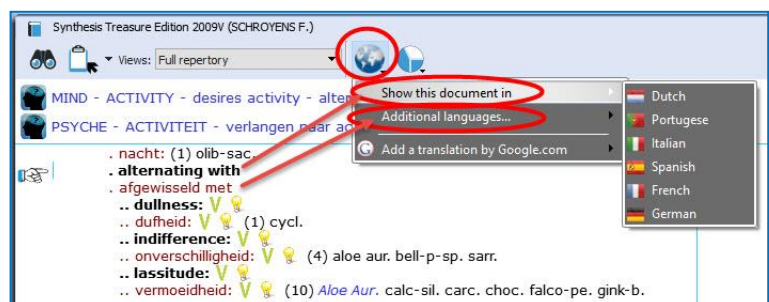 Synthesis Treasure Edition 2009V (SCHROYENS F.)
Views: Full repertory
MIND - ACTIVITY - desires activity - alter
PSYCHE - ACTIVITEIT - verlangen naar ac
Show this document in
Additional languages...
G Add a translation by Google.com
Dutch
Portugese
Italian
Spanish
French
German
. nacht: (1) olib-sac.
. alternating with
. afgewisseld met
.. dullness: V
.. dufheid: V (1) cycl.
.. indifference: V
.. onverschilligheid: V (4) aloe aur. bell-p-sp. sarr.
.. lassitude: V
.. vermoeidheid: V (10) Aloe Aur. calc-sil. carc. choc. falco-pe. gink-b.